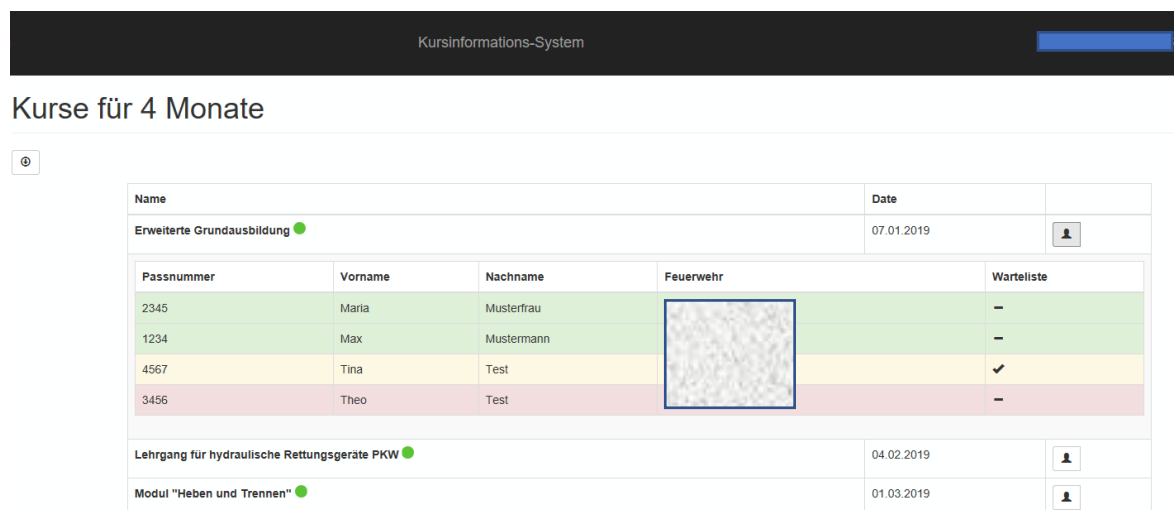 Kursinformations-System
Kurse für 4 Monate
Name Date
Erweiterte Grundausbildung 07.01.2019
Passnummer Vorname Nachname Feuerwehr Warteliste
2345 Maria Musterfrau
1234 Max Mustermann
4567 Tina Test
3456 Theo Test
Lehrgang für hydraulische Rettungsgeräte PKW 04.02.2019
Modul "Heben und Trennen" 01.03.2019